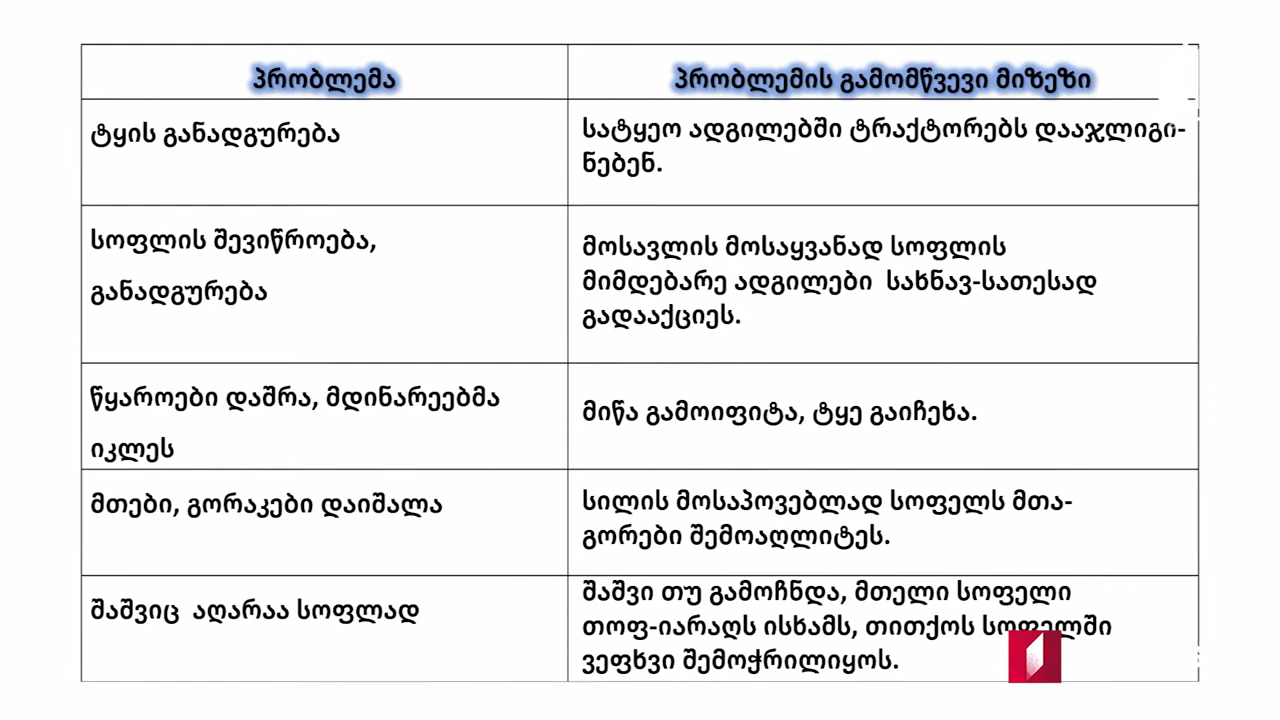 პრობლემა
პრობლემის გამომწვევი მიზეზი
ტყის განადგურება
სატყეო ადგილებში ტრაქტორებს დააჯლიგი-
ნებენ.
სოფლის შევიწროება,
განადგურება
მოსავლის მოსაყვანად სოფლის
მიმდებარე ადგილები სახნავ-სათესად
გადააქციეს.
წყაროები დაშრა, მდინარეებმა
იკლეს
მიწა გამოიფიტა, ტყე გაიჩეხა.
მთები, გორაკები დაიშალა
სილის მოსაპოვებლად სოფელს მთა-
გორები შემოაღლიტეს.
შაშვიც აღარაა სოფლად
შაშვი თუ გამოჩნდა, მთელი სოფელი
თოფ-იარაღს ისხამს, თითქოს სოფელში
ვეფხვი შემოჭრილიყოს.